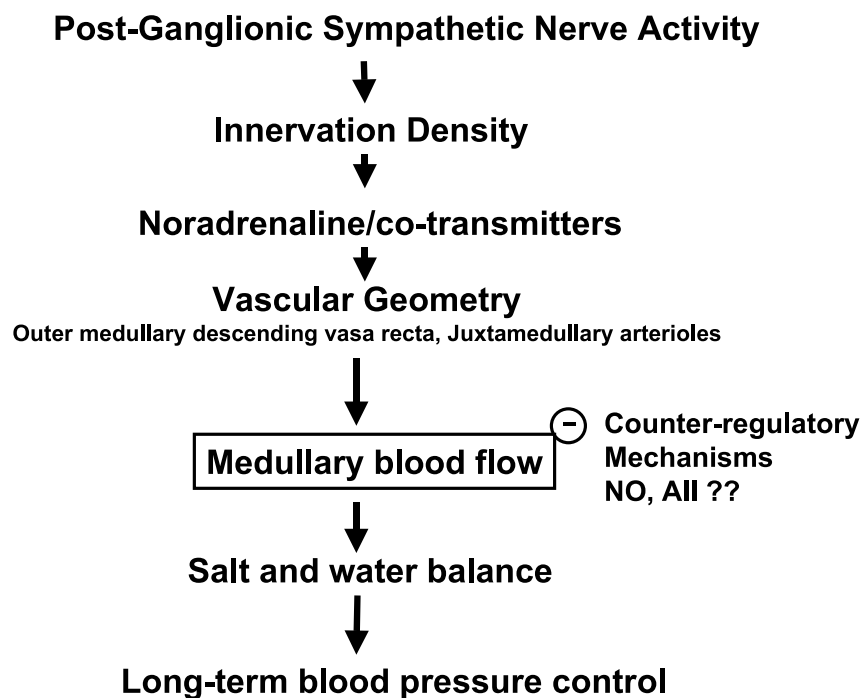 Post-Ganglionic Sympathetic Nerve Activity
Innervation Density
Noradrenaline/co-transmitters
Vascular Geometry
Outer medullary descending vasa recta, Juxtamedullary arterioles
Medullary blood flow
−
Counter-regulatory
Mechanisms
NO, AII ??
Salt and water balance
Long-term blood pressure control